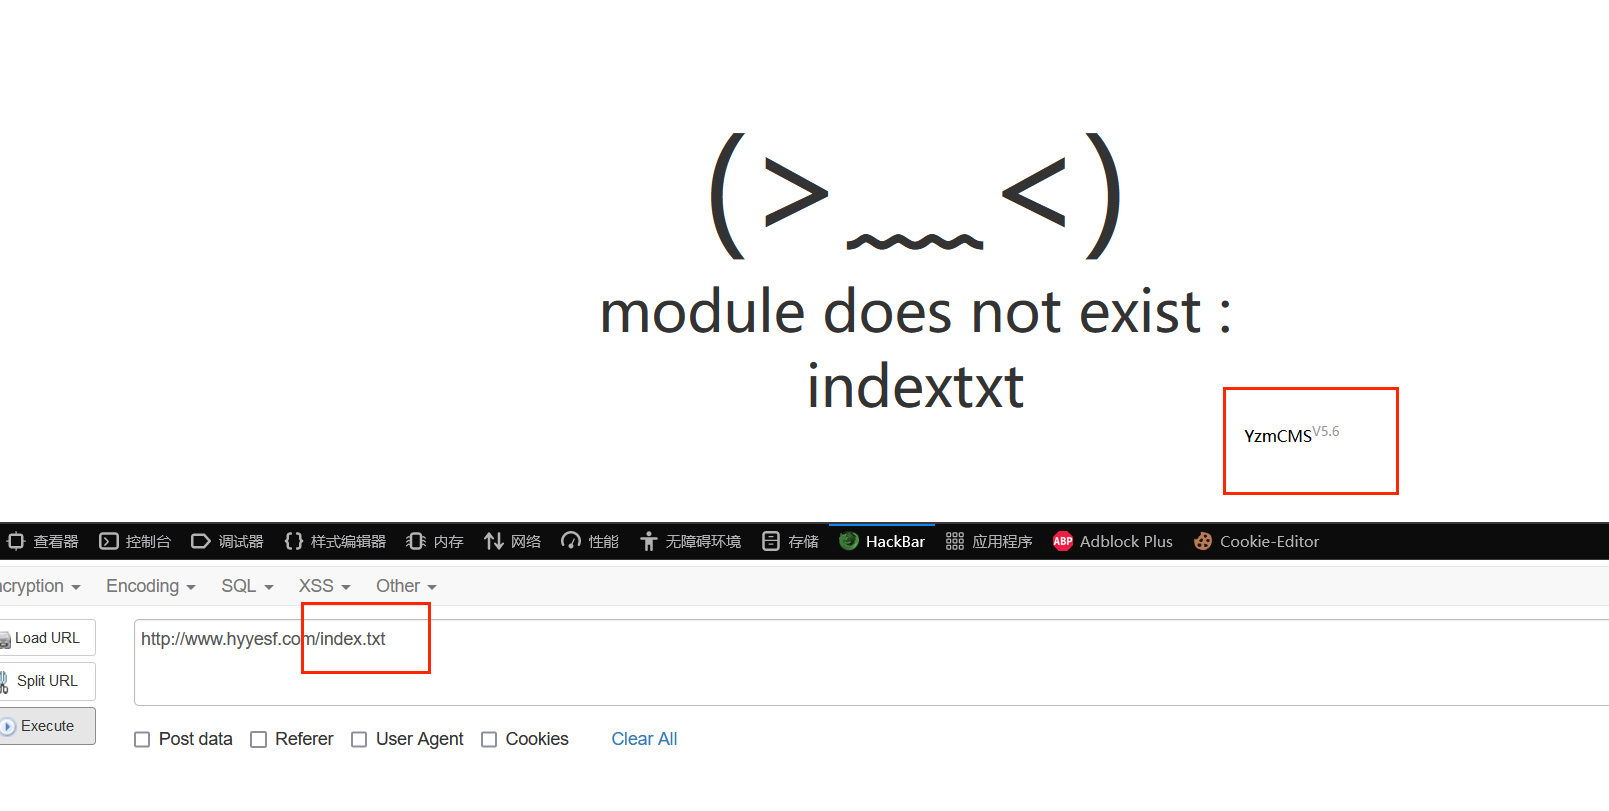 (>﹏<)
module does not exist :
indextxt
YzmCMSV5.6
查看器 控制台 调试器 样式编辑器 内存 网络 性能 无障碍环境 存储 HackBar 应用程序 ABP Adblock Plus Cookie-Editor
ncryption Encoding SQL XSS Other
Load URL
http://www.hyyesf.com/index.txt
Split URL
Execute
Post data Referer User Agent Cookies Clear All